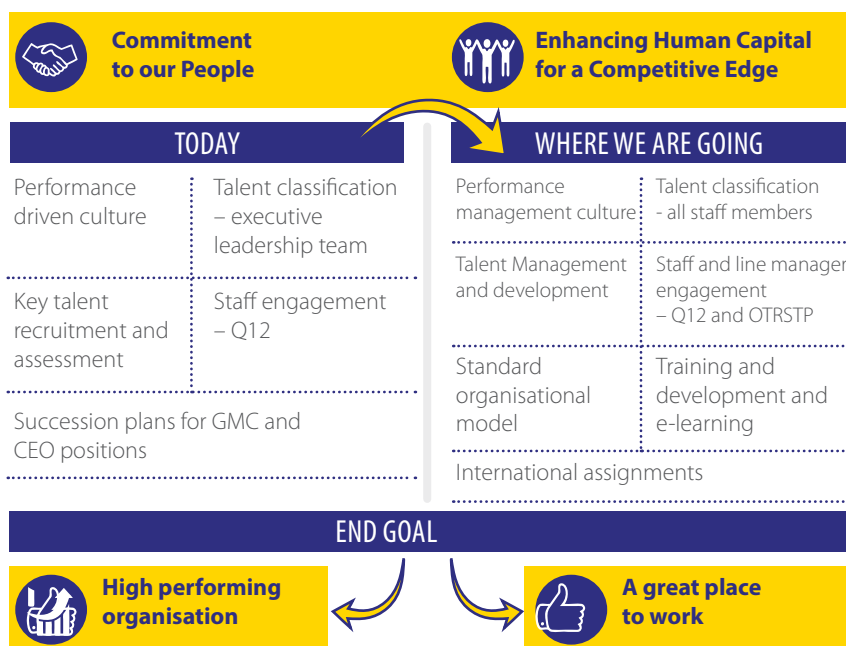 Commitment
to our People
Enhancing Human Capital
for a Competitive Edge
TODAY
Performance
driven culture
Talent classification
– executive
leadership team
Key talent
recruitment and
assessment
Staff engagement
– Q12
Succession plans for GMC and
CEO positions
WHERE WE ARE GOING
Performance
management culture
Talent classification
- all staff members
Talent Management
and development
Staff and line manager
engagement
– Q12 and OTRSTP
Standard
organisational
model
Training and
development and
e-learning
International assignments
END GOAL
High performing
organisation
A great place
to work